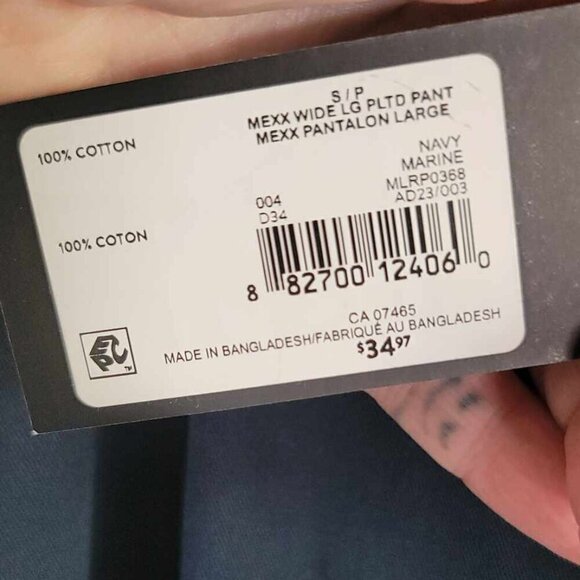 S / P
MEXX WIDE LG PLTD PANT
MEXX PANTALON LARGE
100% COTTON
NAVY
MARINE
MLRP0368
AD23/003
004
D34
100% COTON
8 82700 12406 0
CA 07465
MADE IN BANGLADESH/FABRIQUÉ AU BANGLADESH
$34.97
EPC™